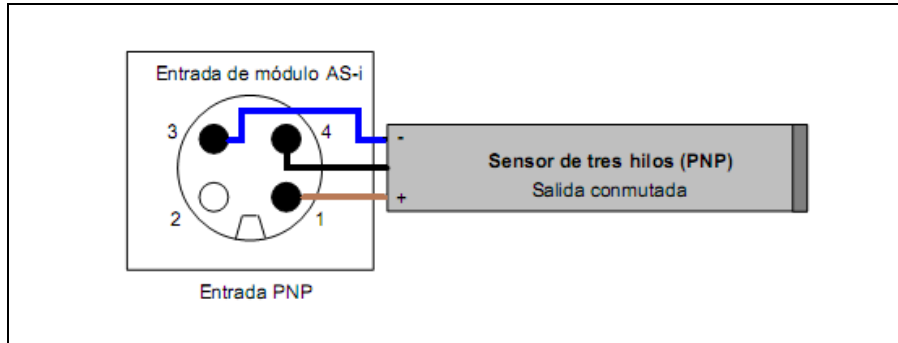 Entrada de módulo AS-i
3
4
2
1
-
Sensor de tres hilos (PNP)
Salida conmutada
+
Entrada PNP